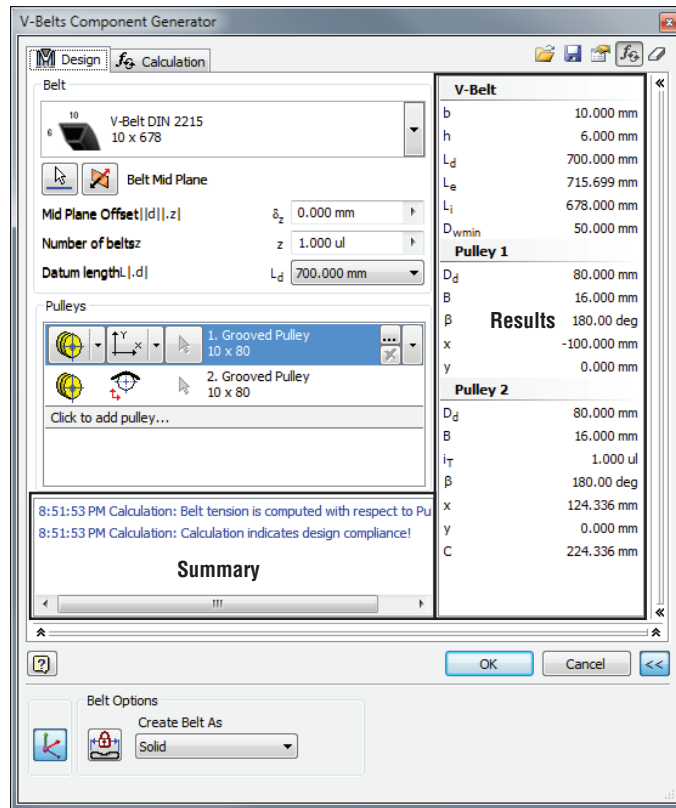 V-Belts Component Generator
Design
Calculation
Belt
10
6
V-Belt DIN 2215
10 x 678
Belt Mid Plane
Mid Plane Offset||d||.z| δz 0.000 mm
Number of beltsz z 1.000 ul
Datum lengthL|.d| Ld 700.000 mm
Pulleys
1. Grooved Pulley
10 x 80
...
2. Grooved Pulley
10 x 80
Click to add pulley...
8:51:53 PM Calculation: Belt tension is computed with respect to Pu
8:51:53 PM Calculation: Calculation indicates design compliance!
Summary
V-Belt
b 10.000 mm
h 6.000 mm
Ld 700.000 mm
Le 715.699 mm
Li 678.000 mm
Dwmin 50.000 mm
Pulley 1
Dd 80.000 mm
B 16.000 mm
β 180.00 deg
Results
x -100.000 mm
y 0.000 mm
Pulley 2
Dd 80.000 mm
B 16.000 mm
iT 1.000 ul
β 180.00 deg
x 124.336 mm
y 0.000 mm
C 224.336 mm
OK
Cancel
<<
Belt Options
Create Belt As
Solid